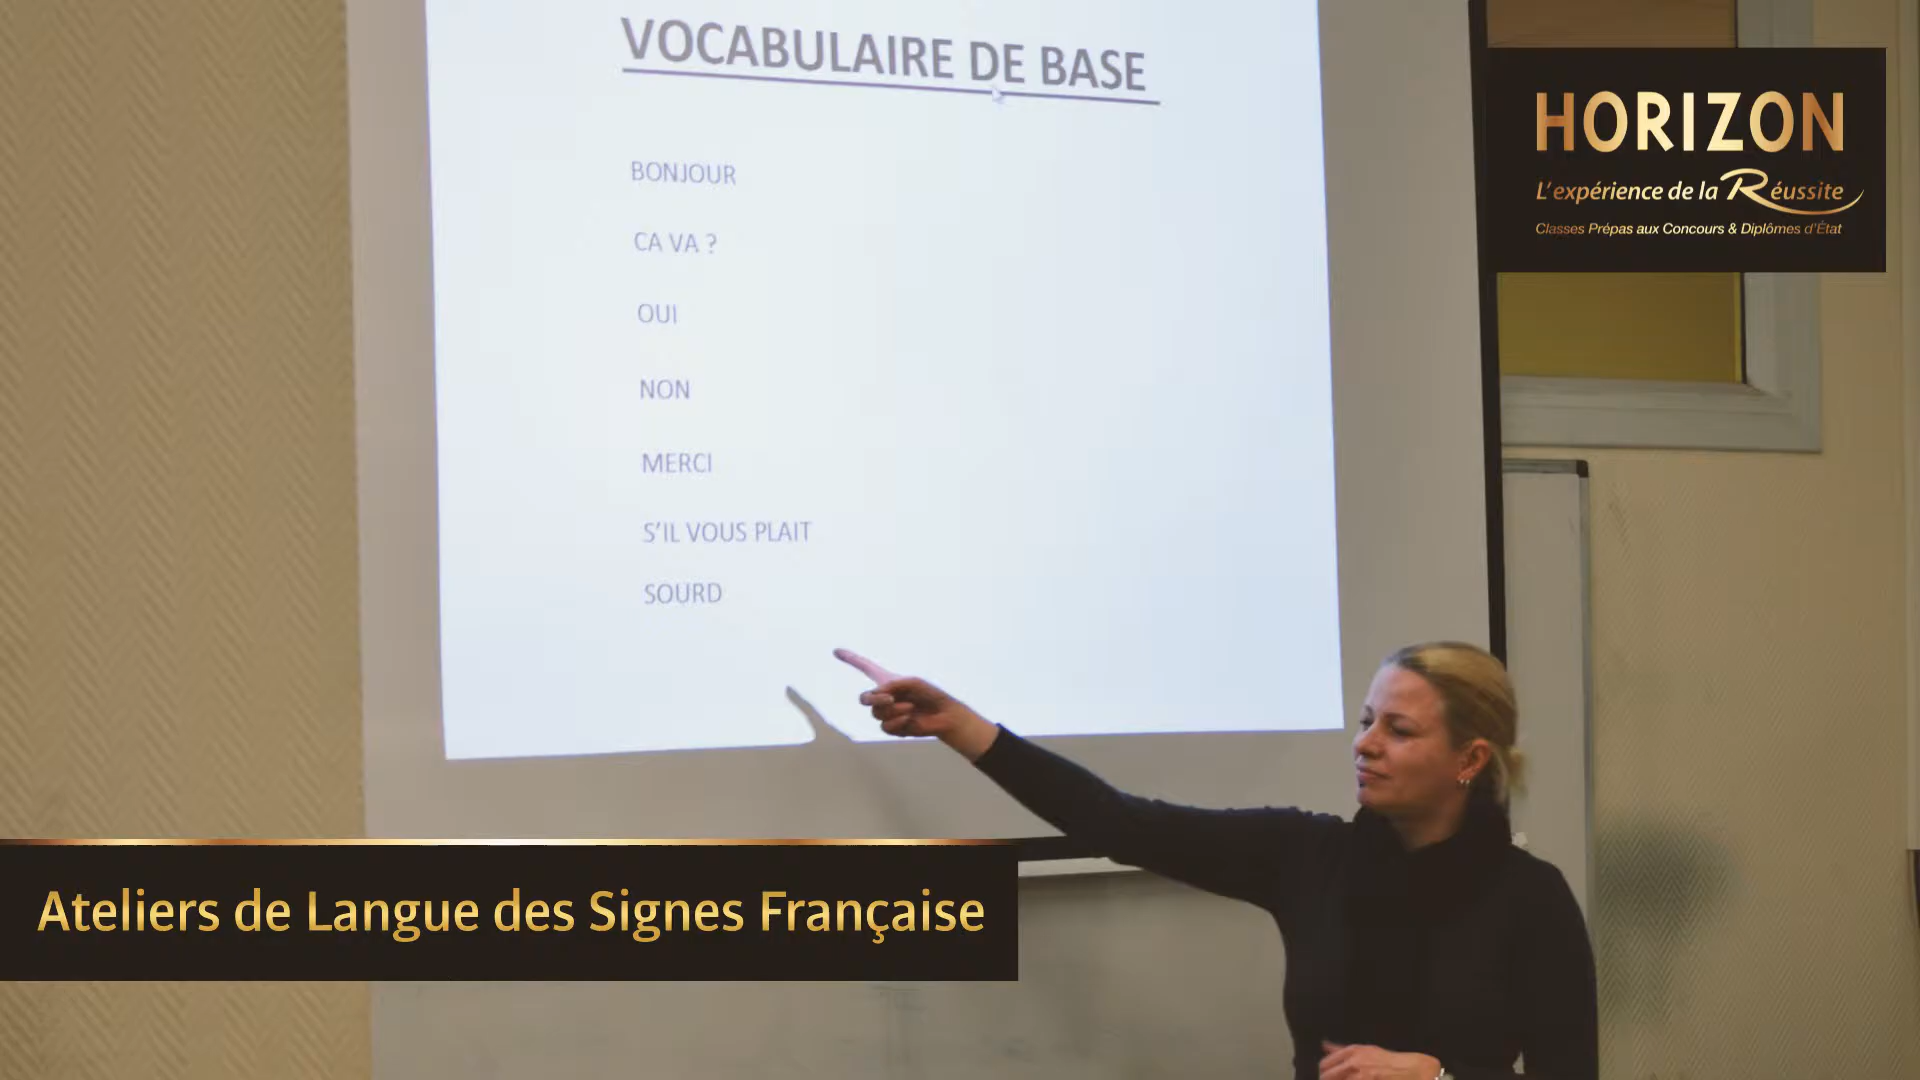 VOCABULAIRE DE BASE
BONJOUR
CA VA ?
OUI
NON
MERCI
S'IL VOUS PLAIT
SOURD
HORIZON
L'expérience de la Réussite
Classes Prépas aux Concours & Diplômes d'État
Ateliers de Langue des Signes Française